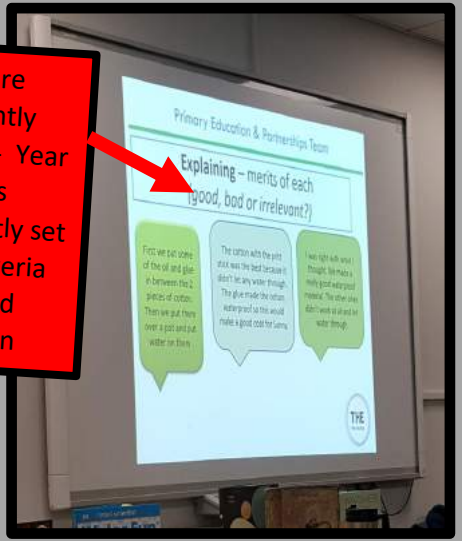 re
ntly
Year
s
tly set
eria
d
n
Primary Education & Partnerships Team
Explaining – merits of each
(good, bad or irrelevant?)
First we put some
of the oil and glue
in between the 2
pieces of cotton.
Then we put them
over a pot and put
water on them
The cotton with the pritt
stick was the best because it
didn't let any water through.
The glue made the cotton
waterproof so this would
make a good coat for Sunny.
I was right with what I
thought. We made a
really good waterproof
material. The other ones
didn't work at all and let
water through.
THE